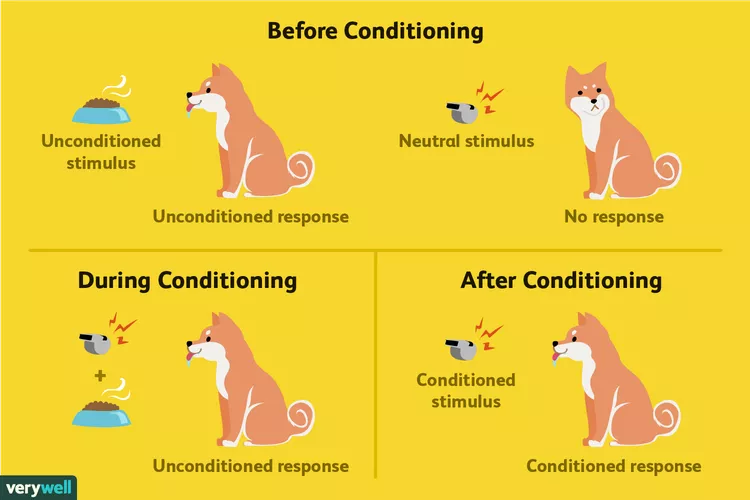 Before Conditioning
Unconditioned
stimulus
Unconditioned response
Neutral stimulus
No response
During Conditioning
+
Unconditioned response
After Conditioning
Conditioned
stimulus
Conditioned response
verywell